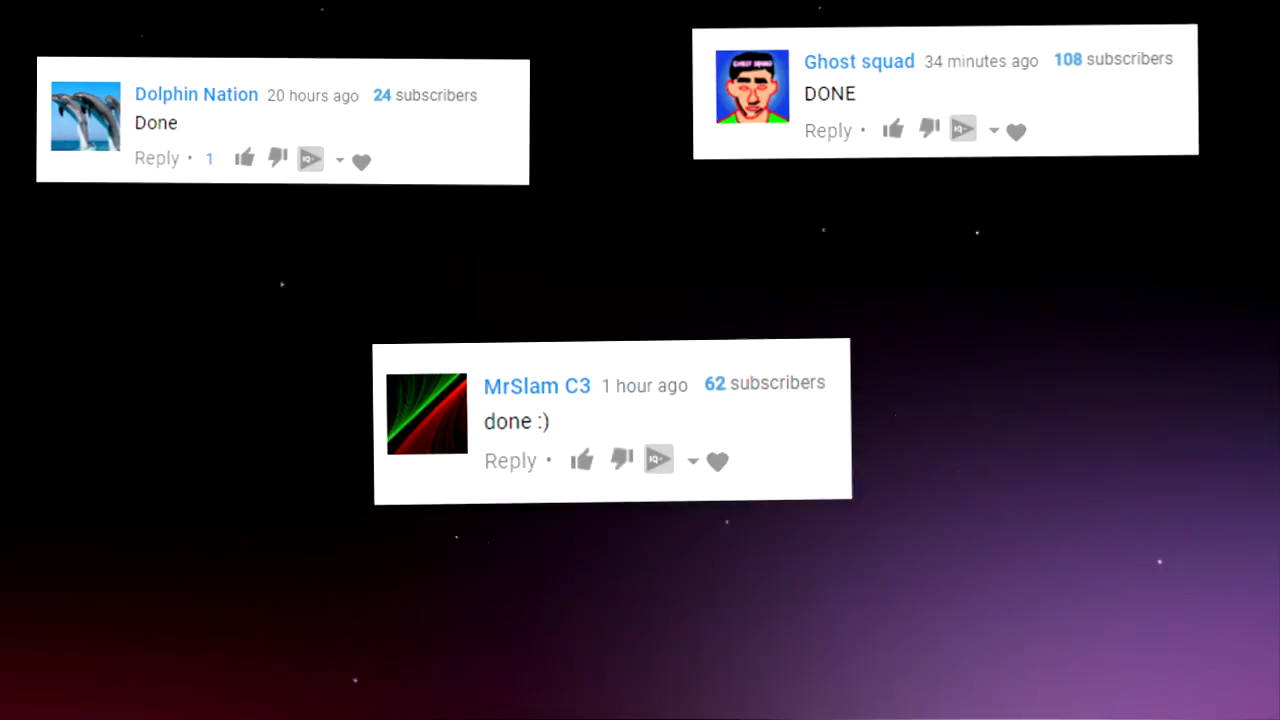 Dolphin Nation 20 hours ago 24 subscribers
Done
Reply • 1
Ghost squad 34 minutes ago 108 subscribers
DONE
Reply •
MrSlam C3 1 hour ago 62 subscribers
done :)
Reply •